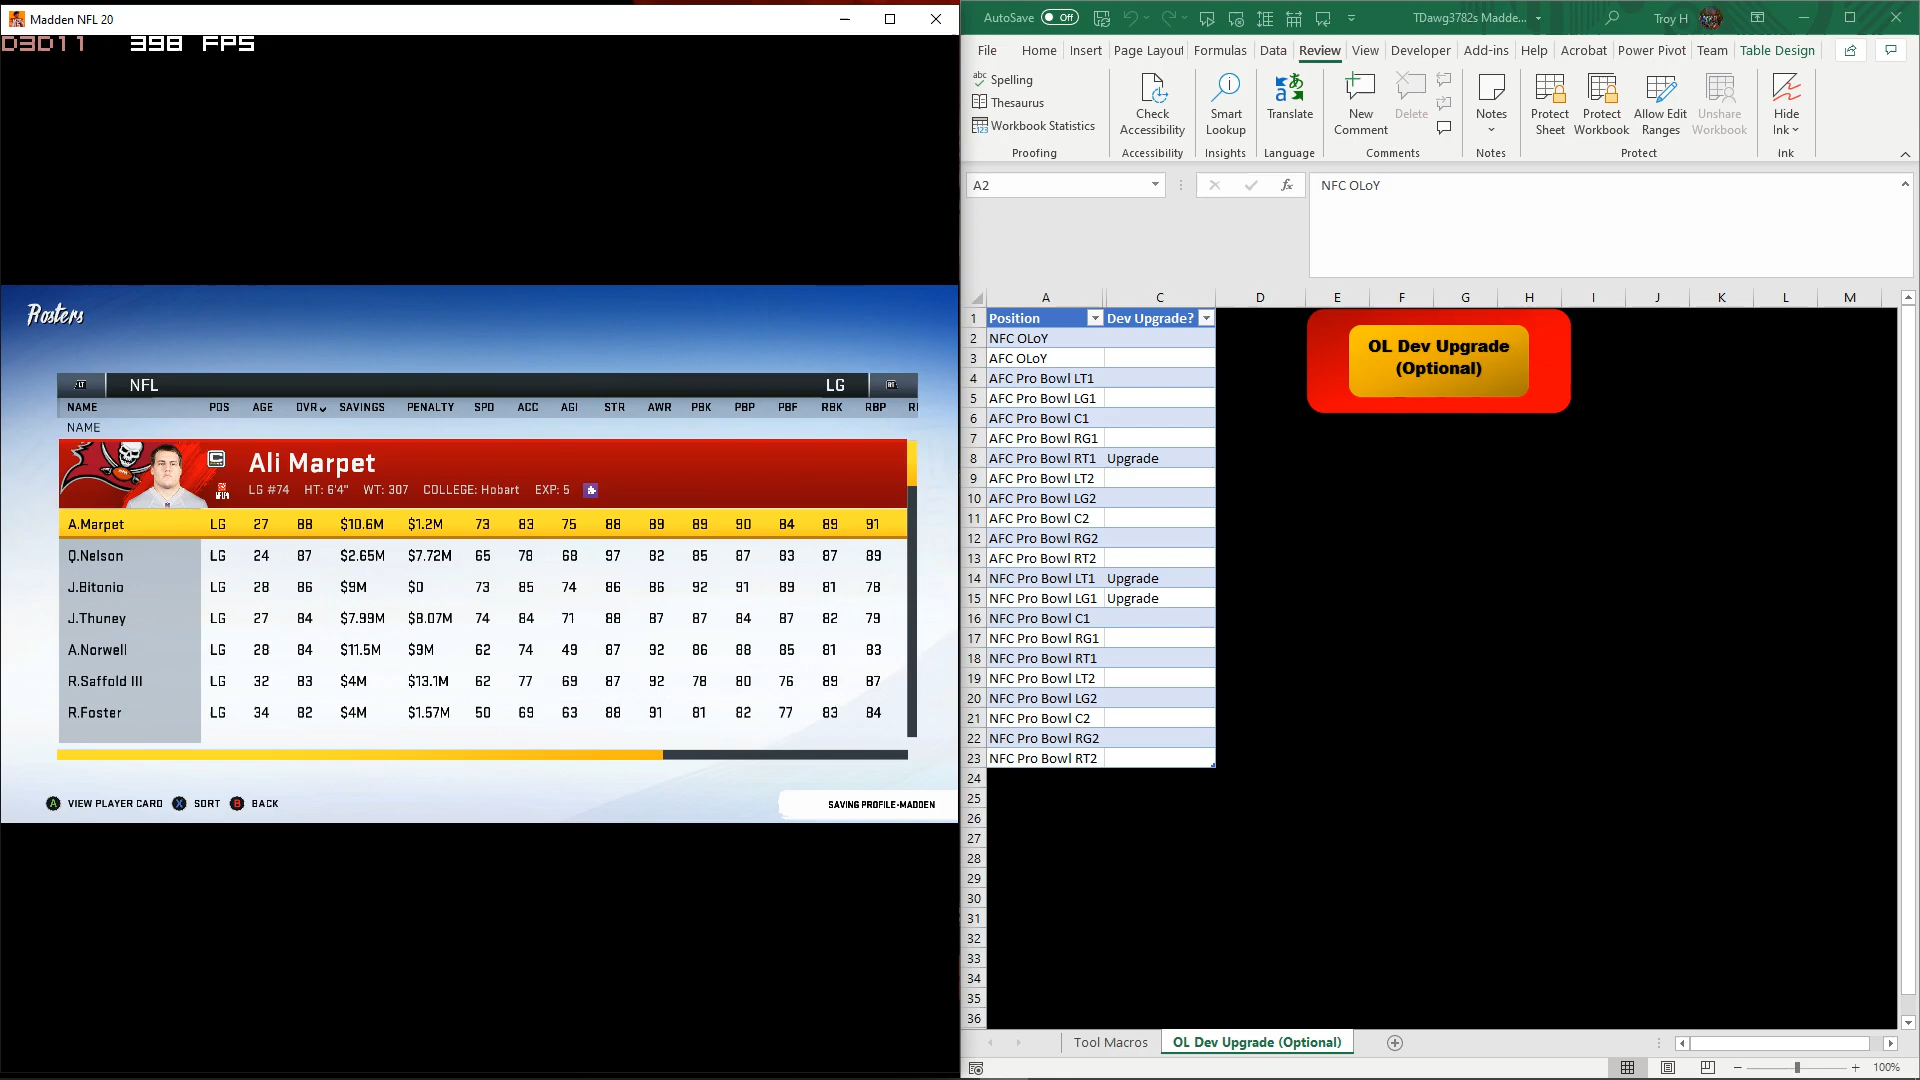 Madden NFL 20
D3D11 398 FPS
Rosters
LT NFL LG RT
NAME POS AGE OVR SAVINGS PENALTY SPD ACC AGI STR AWR PBK PBP PBF RBK RBP
NAME
Ali Marpet
LG #74 HT: 6'4" WT: 307 COLLEGE: Hobart EXP: 5
A.Marpet LG 27 88 $10.6M $1.2M 73 83 75 88 89 89 90 84 89 91
Q.Nelson LG 24 87 $2.65M $7.72M 65 78 68 97 82 85 87 83 87 89
J.Bitonio LG 28 86 $9M $0 73 85 74 86 86 92 91 89 81 78
J.Thuney LG 27 84 $7.99M $8.07M 74 84 71 88 87 87 84 87 82 79
A.Norwell LG 28 84 $11.5M $9M 62 74 49 87 92 86 88 85 81 83
R.Saffold III LG 32 83 $4M $13.1M 62 77 69 87 92 78 80 76 89 87
R.Foster LG 34 82 $4M $1.57M 50 69 63 88 91 81 82 77 83 84
A VIEW PLAYER CARD X SORT B BACK
SAVING PROFILE-MADDEN
AutoSave Off TDawg3782s Madde... Troy H
File Home Insert Page Layout Formulas Data Review View Developer Add-ins Help Acrobat Power Pivot Team Table Design
abc Spelling
Thesaurus
123 Workbook Statistics
Proofing
Check Accessibility
Accessibility
Smart Lookup
Insights
Translate
Language
New Comment
Delete
Comments
Notes
Notes
Protect Sheet
Protect Workbook
Allow Edit Ranges
Unshare Workbook
Protect
Hide Ink
Ink
A2 fx NFC OLoY
A C D E F G H I J K L M
1 Position Dev Upgrade?
2 NFC OLoY
3 AFC OLoY
4 AFC Pro Bowl LT1
5 AFC Pro Bowl LG1
6 AFC Pro Bowl C1
7 AFC Pro Bowl RG1
8 AFC Pro Bowl RT1 Upgrade
9 AFC Pro Bowl LT2
10 AFC Pro Bowl LG2
11 AFC Pro Bowl C2
12 AFC Pro Bowl RG2
13 AFC Pro Bowl RT2
14 NFC Pro Bowl LT1 Upgrade
15 NFC Pro Bowl LG1 Upgrade
16 NFC Pro Bowl C1
17 NFC Pro Bowl RG1
18 NFC Pro Bowl RT1
19 NFC Pro Bowl LT2
20 NFC Pro Bowl LG2
21 NFC Pro Bowl C2
22 NFC Pro Bowl RG2
23 NFC Pro Bowl RT2
24
25
26
27
28
29
30
31
32
33
34
35
36
OL Dev Upgrade
(Optional)
Tool Macros OL Dev Upgrade (Optional)
100%